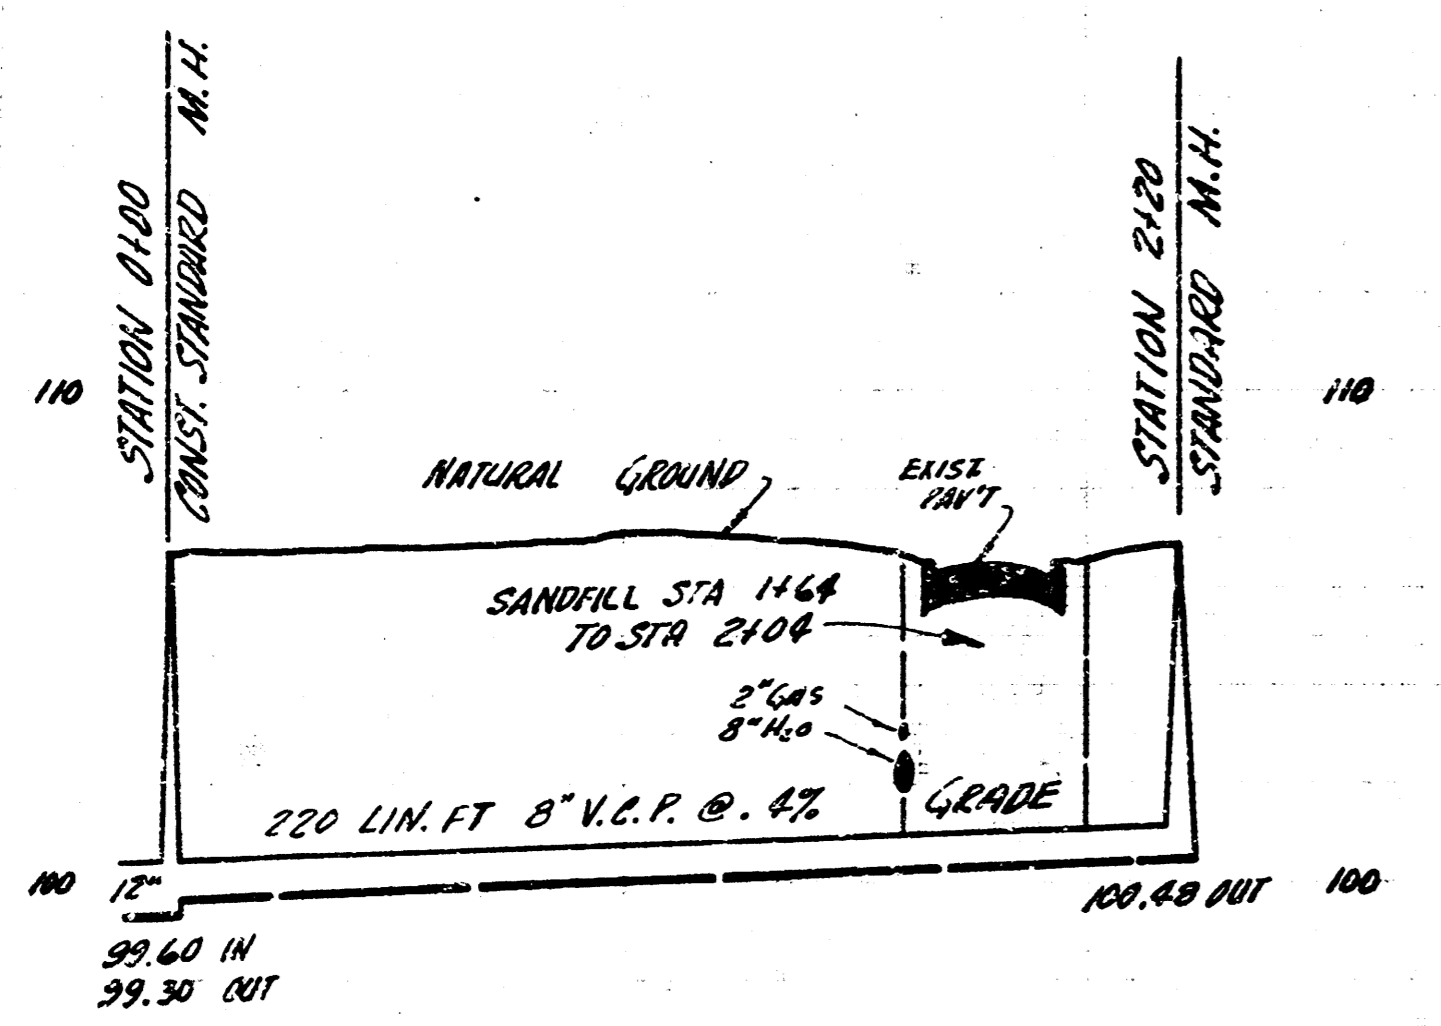 STATION 0+00
CONST. STANDARD M.H.
STATION 2+20
STANDARD M.H.
110
110
NATURAL GROUND
EXIST
PAV'T
SANDFILL STA 1+64
TO STA 2+04
2" GAS
8" H2O
220 LIN. FT 8" V.C.P. @ .4%
GRADE
100
12"
100.48 OUT
100
99.60 IN
99.30 OUT